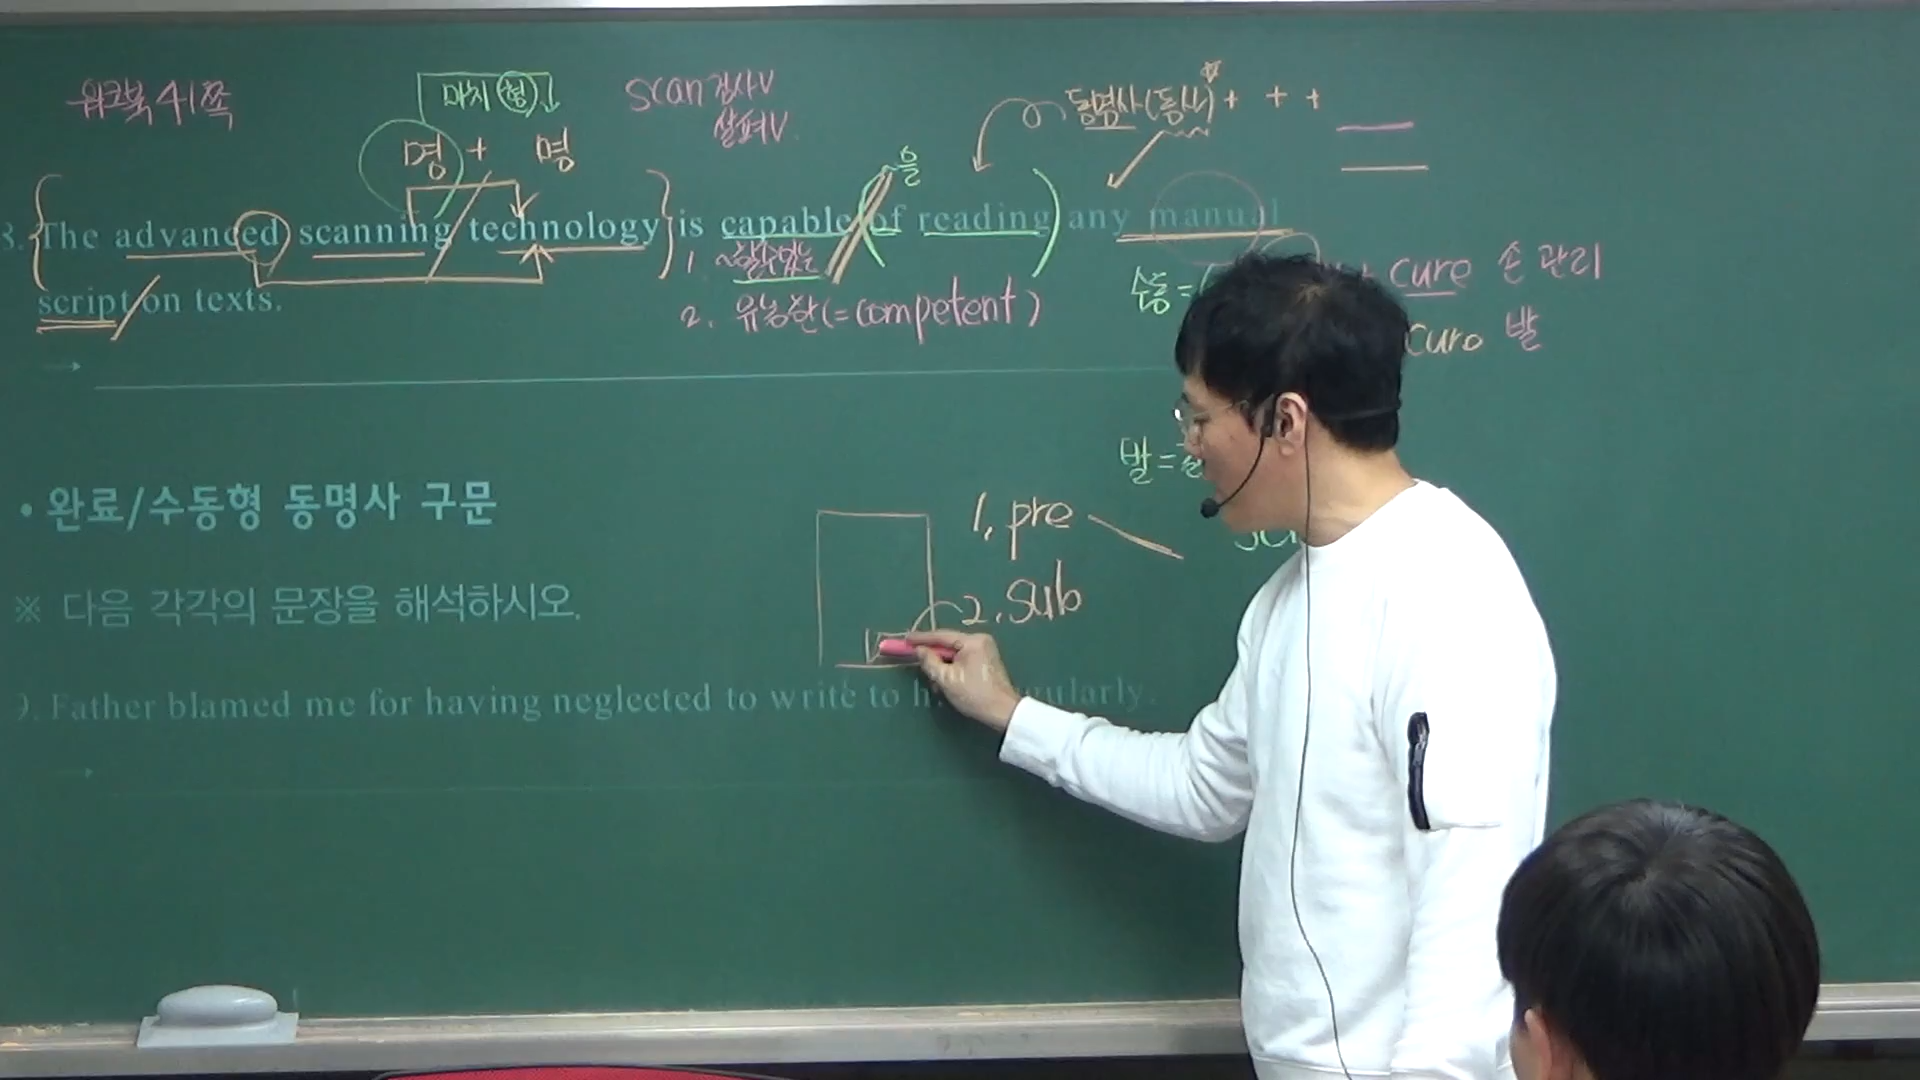 워크북 41쪽
마치 형
scan 검사V
살펴V
동명사(동사) + + +
명 + 명
~을
8. The advanced scanning technology is capable of reading any manual
script on texts.
1 ~할수있는
2. 유능한 (= competent)
수동 =
cure 손 관리
curo 발
발 =
• 완료/수동형 동명사 구문
1. pre
2. sub
※ 다음 각각의 문장을 해석하시오.
9. Father blamed me for having neglected to write to regularly.